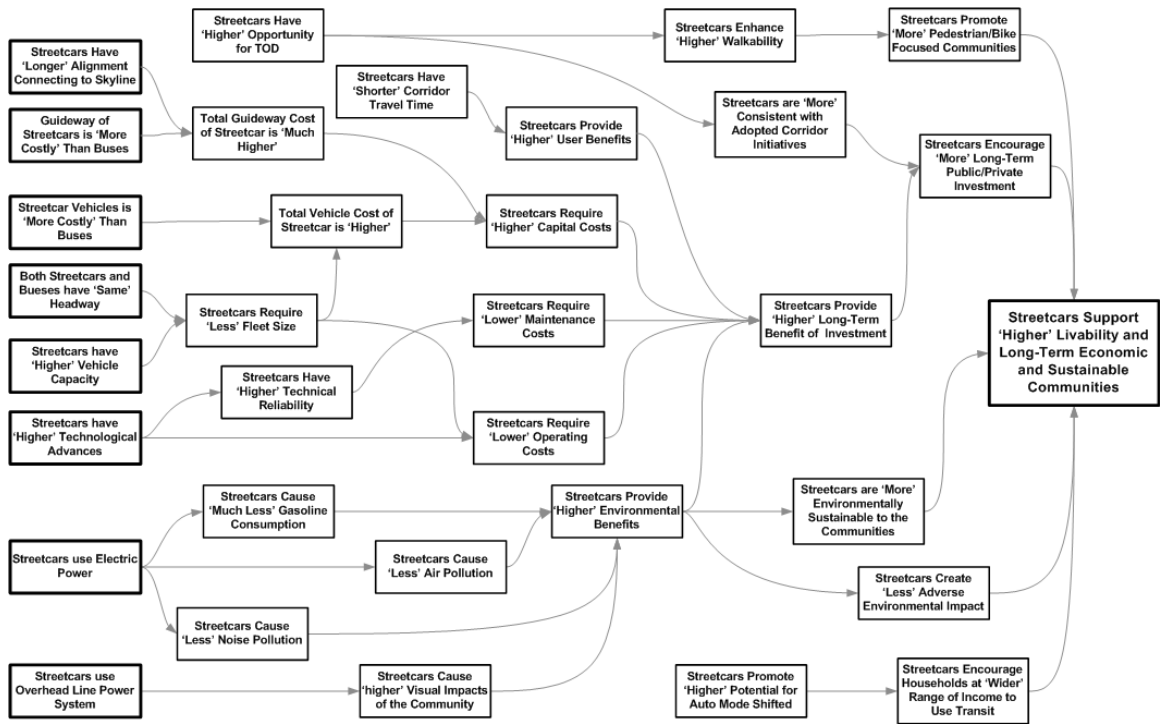 Streetcars Have
‘Higher’ Opportunity
for TOD
Streetcars Enhance
‘Higher’ Walkability
Streetcars Promote
‘More’ Pedestrian/Bike
Focused Communities
Streetcars Have
‘Longer’ Alignment
Connecting to Skyline
Streetcars Have
‘Shorter’ Corridor
Travel Time
Guideway of
Streetcars is ‘More
Costly’ Than Buses
Total Guideway Cost
of Streetcar is ‘Much
Higher’
Streetcars Provide
‘Higher’ User Benefits
Streetcars are ‘More’
Consistent with
Adopted Corridor
Initiatives
Streetcars Encourage
‘More’ Long-Term
Public/Private
Investment
Streetcar Vehicles is
‘More Costly’ Than
Buses
Total Vehicle Cost of
Streetcar is ‘Higher’
Streetcars Require
‘Higher’ Capital Costs
Both Streetcars and
Bueses have ‘Same’
Headway
Streetcars Require
‘Less’ Fleet Size
Streetcars Require
‘Lower’ Maintenance
Costs
Streetcars Provide
‘Higher’ Long-Term
Benefit of  Investment
Streetcars Support
‘Higher’ Livability and
Long-Term Economic
and Sustainable
Communities
Streetcars have
‘Higher’ Vehicle
Capacity
Streetcars Have
‘Higher’ Technical
Reliability
Streetcars have
‘Higher’ Technological
Advances
Streetcars Require
‘Lower’ Operating
Costs
Streetcars Cause
‘Much Less’ Gasoline
Consumption
Streetcars Provide
‘Higher’ Environmental
Benefits
Streetcars are ‘More’
Environmentally
Sustainable to the
Communities
Streetcars use Electric
Power
Streetcars Cause
‘Less’ Air Pollution
Streetcars Create
‘Less’ Adverse
Environmental Impact
Streetcars Cause
‘Less’ Noise Pollution
Streetcars use
Overhead Line Power
System
Streetcars Cause
‘higher’ Visual Impacts
of the Community
Streetcars Promote
‘Higher’ Potential for
Auto Mode Shifted
Streetcars Encourage
Households at ‘Wider’
Range of Income to
Use Transit